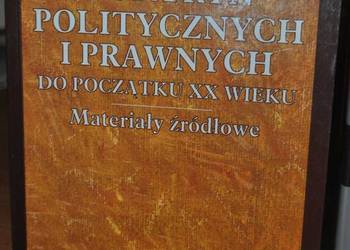 POLITYCZNYCH
I PRAWNYCH
DO POCZĄTKU XX WIEKU
Materiały źródłowe